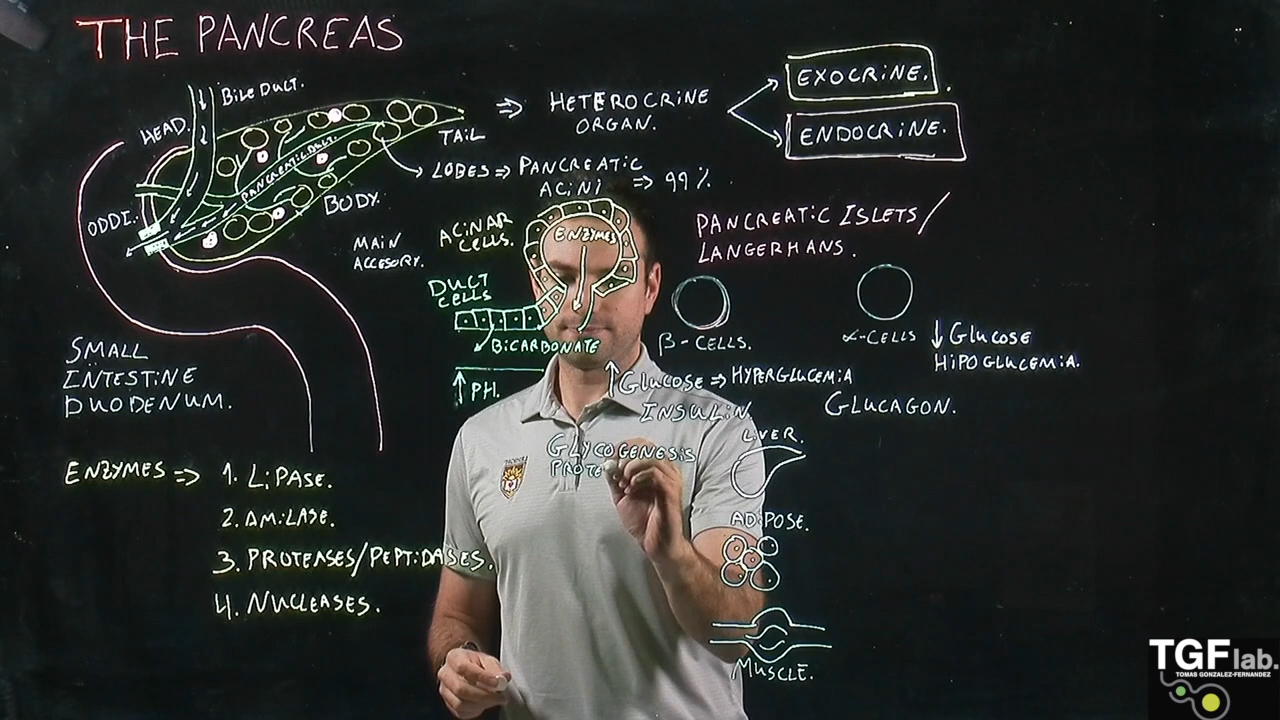 THE PANCREAS
BILE DUCT.
HEAD.
PANCREATIC DUCT.
TAIL
BODY.
ODDI.
MAIN
ACCESORY.
SMALL
INTESTINE
DUODENUM.
⇒ HETEROCRINE
ORGAN.
EXOCRINE.
ENDOCRINE.
LOBES ⇒ PANCREATIC
ACINI ⇒ 99 %.
ACINAR
CELLS.
ENZYMES
DUCT
CELLS
BICARBONATE
↑ PH.
PANCREATIC ISLETS/
LANGERHANS.
β-CELLS.
α-CELLS
↓ GLUCOSE
HIPOGLUCEMIA.
↑ GLUCOSE ⇒ HYPERGLUCEMIA
INSULIN.
GLUCAGON.
GLYCOGENESIS
PROTE
LIVER.
ADIPOSE.
MUSCLE.
ENZYMES ⇒ 1. LIPASE.
2. AMILASE.
3. PROTEASES/PEPTIDASES.
4. NUCLEASES.
TGFlab.
TOMAS GONZALEZ-FERNANDEZ